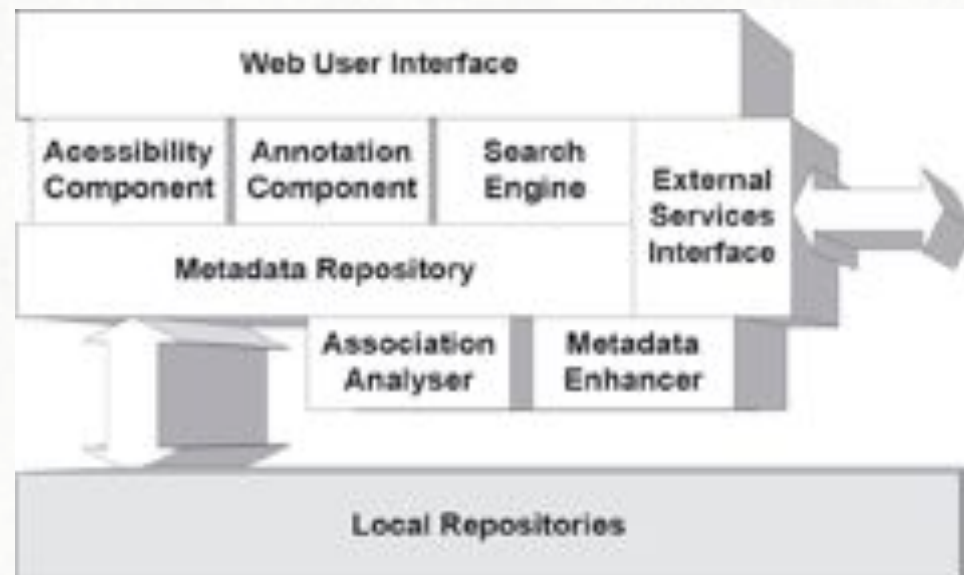 Web User Interface
Acessibility
Component
Annotation
Component
Search
Engine
External
Services
Interface
Metadata Repository
Association
Analyser
Metadata
Enhancer
Local Repositories